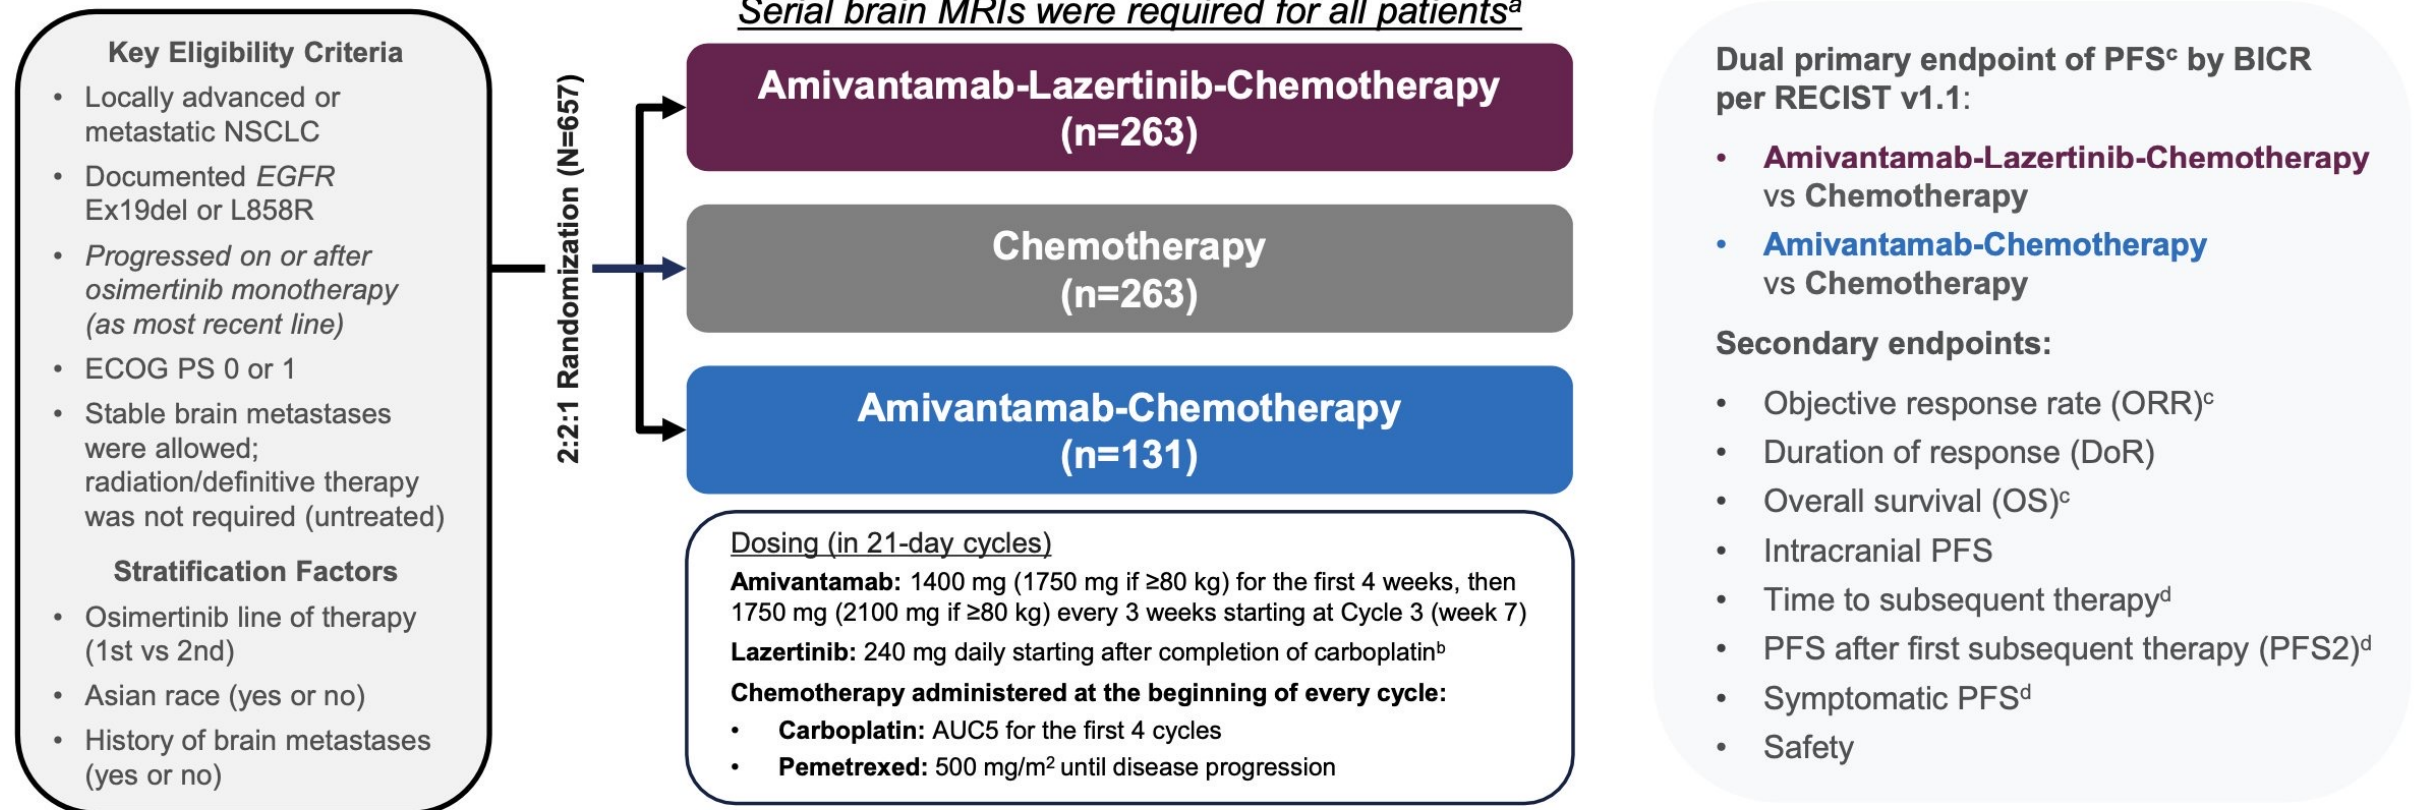 Key Eligibility Criteria
• Locally advanced or
metastatic NSCLC
• Documented EGFR
Ex19del or L858R
• Progressed on or after
osimertinib monotherapy
(as most recent line)
• ECOG PS 0 or 1
• Stable brain metastases
were allowed;
radiation/definitive therapy
was not required (untreated)
Stratification Factors
• Osimertinib line of therapy
(1st vs 2nd)
• Asian race (yes or no)
• History of brain metastases
(yes or no)
2:2:1 Randomization (N=657)
Serial brain MRIs were required for all patientsᵃ
Amivantamab-Lazertinib-Chemotherapy
(n=263)
Chemotherapy
(n=263)
Amivantamab-Chemotherapy
(n=131)
Dosing (in 21-day cycles)
Amivantamab: 1400 mg (1750 mg if ≥80 kg) for the first 4 weeks, then
1750 mg (2100 mg if ≥80 kg) every 3 weeks starting at Cycle 3 (week 7)
Lazertinib: 240 mg daily starting after completion of carboplatinᵇ
Chemotherapy administered at the beginning of every cycle:
• Carboplatin: AUC5 for the first 4 cycles
• Pemetrexed: 500 mg/m² until disease progression
Dual primary endpoint of PFSᶜ by BICR
per RECIST v1.1:
• Amivantamab-Lazertinib-Chemotherapy
vs Chemotherapy
• Amivantamab-Chemotherapy
vs Chemotherapy
Secondary endpoints:
• Objective response rate (ORR)ᶜ
• Duration of response (DoR)
• Overall survival (OS)ᶜ
• Intracranial PFS
• Time to subsequent therapyᵈ
• PFS after first subsequent therapy (PFS2)ᵈ
• Symptomatic PFSᵈ
• Safety